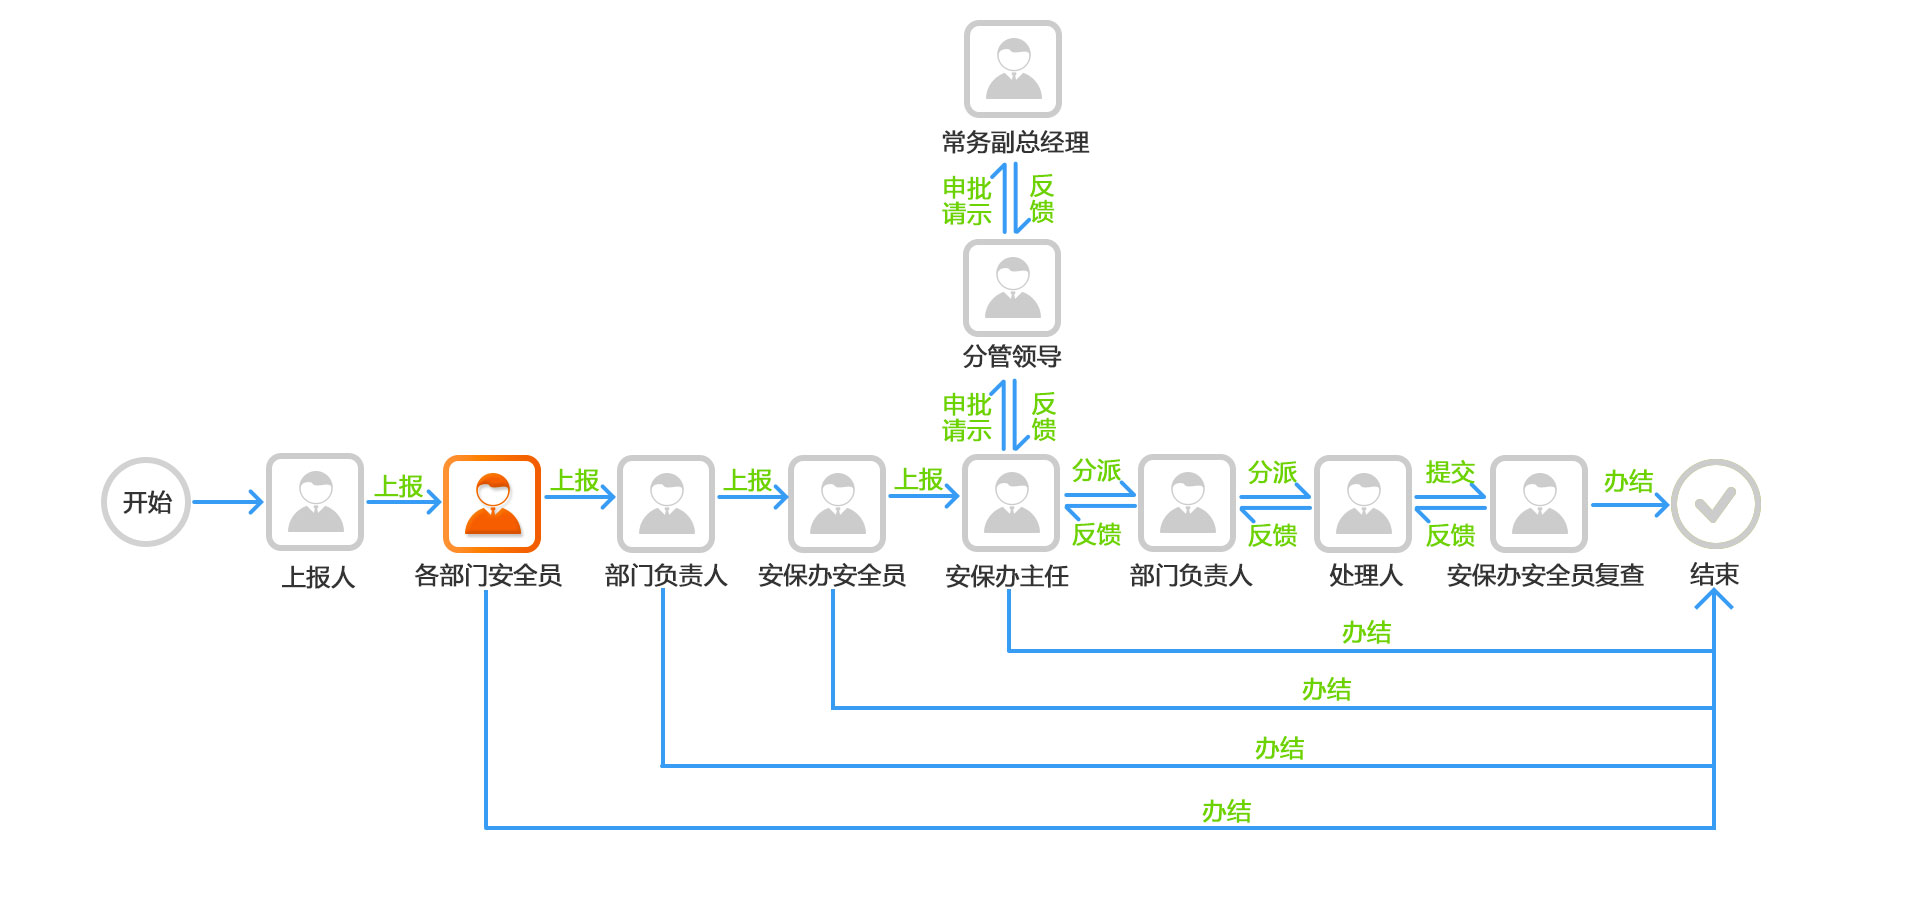 常务副总经理
申批
请示
反
馈
分管领导
申批
请示
反
馈
开始
上报
上报
上报
上报
分派
反馈
分派
反馈
提交
反馈
办结
上报人
各部门安全员
部门负责人
安保办安全员
安保办主任
部门负责人
处理人
安保办安全员复查
结束
办结
办结
办结
办结